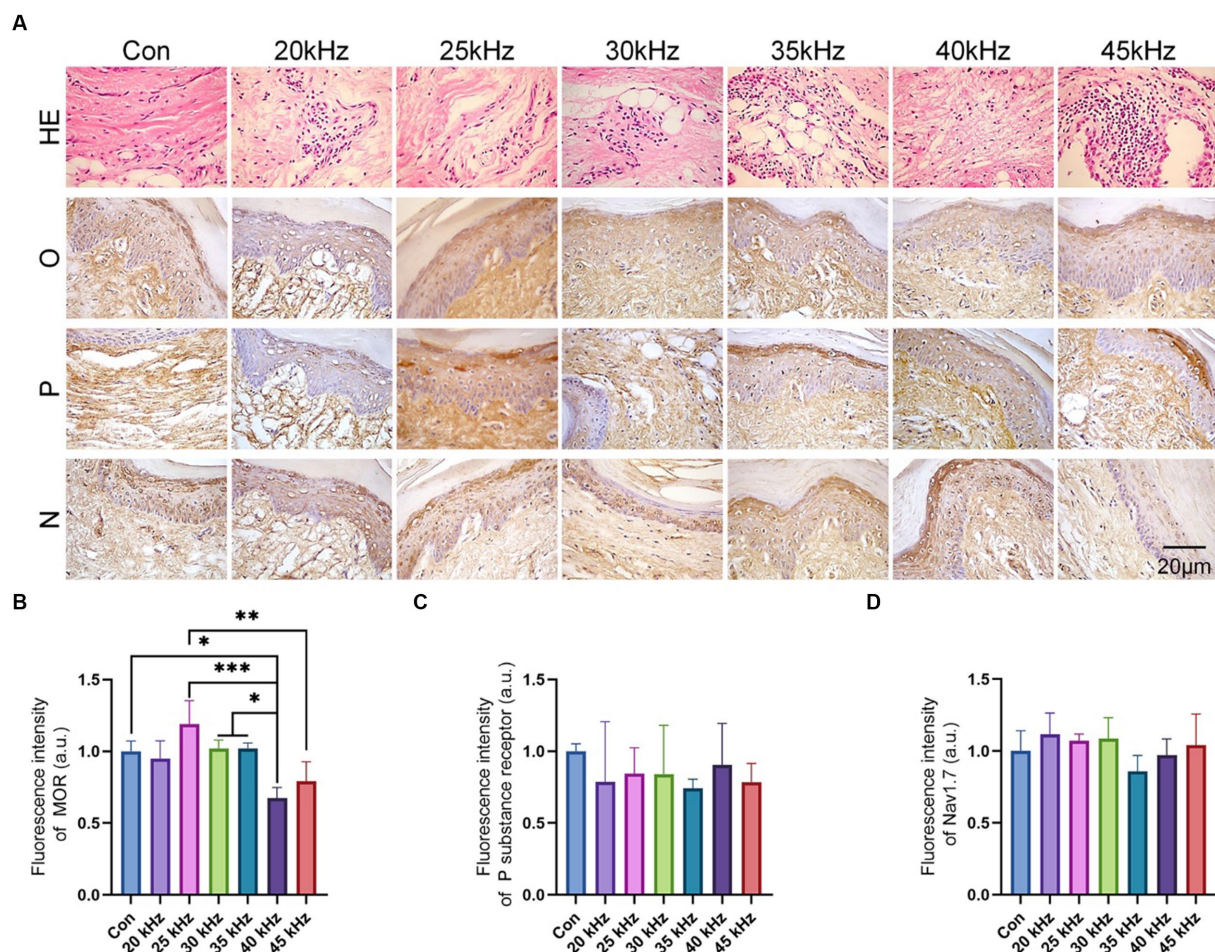 A
Con 20kHz 25kHz 30kHz 35kHz 40kHz 45kHz
HE
O
P
N
20μm
B
C
D
**
*
***
*
Fluorescence intensity
of MOR (a.u.)
1.5
1.0
0.5
0.0
Con 20 kHz 25 kHz 30 kHz 35 kHz 40 kHz 45 kHz
Fluorescence intensity
of P substance receptor (a.u.)
1.5
1.0
0.5
0.0
Con 20 kHz 25 kHz 30 kHz 35 kHz 40 kHz 45 kHz
Fluorescence intensity
of Nav1.7 (a.u.)
1.5
1.0
0.5
0.0
Con 20 kHz 25 kHz 30 kHz 35 kHz 40 kHz 45 kHz